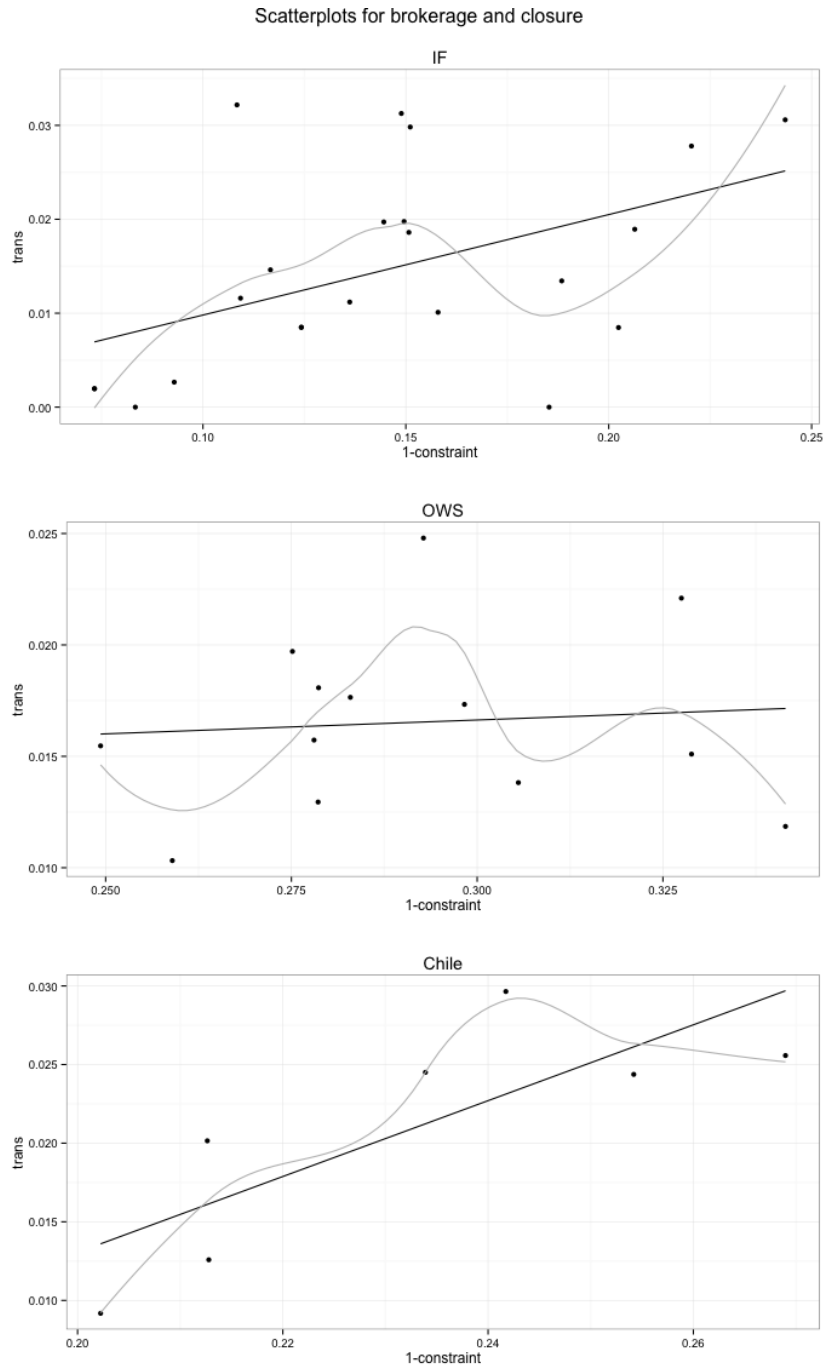 Scatterplots for brokerage and closure
IF
trans
0.03
0.02
0.01
0.00
0.10 0.15 0.20 0.25
1-constraint
OWS
trans
0.025
0.020
0.015
0.010
0.250 0.275 0.300 0.325
1-constraint
Chile
trans
0.030
0.025
0.020
0.015
0.010
0.20 0.22 0.24 0.26
1-constraint